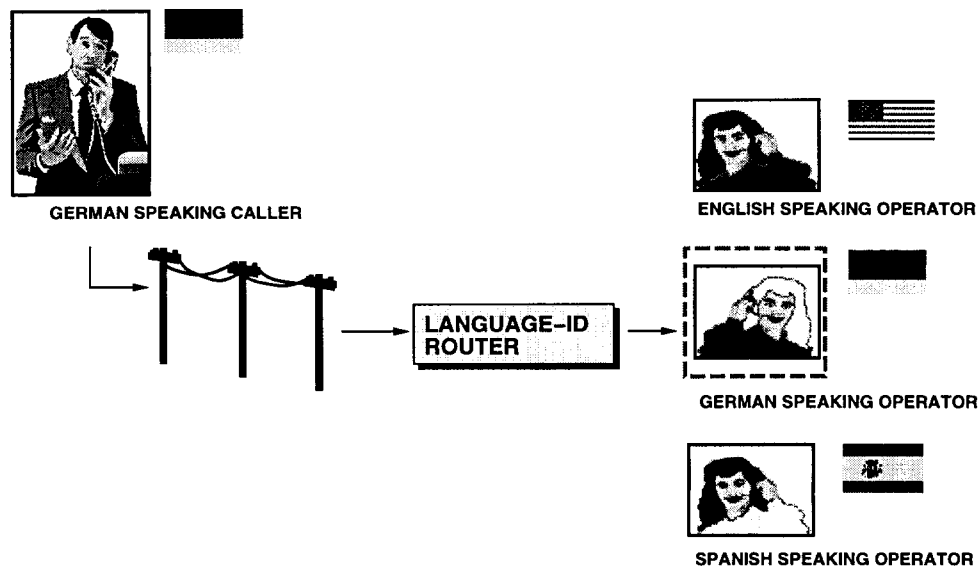 GERMAN SPEAKING CALLER
ENGLISH SPEAKING OPERATOR
LANGUAGE–ID
ROUTER
GERMAN SPEAKING OPERATOR
SPANISH SPEAKING OPERATOR